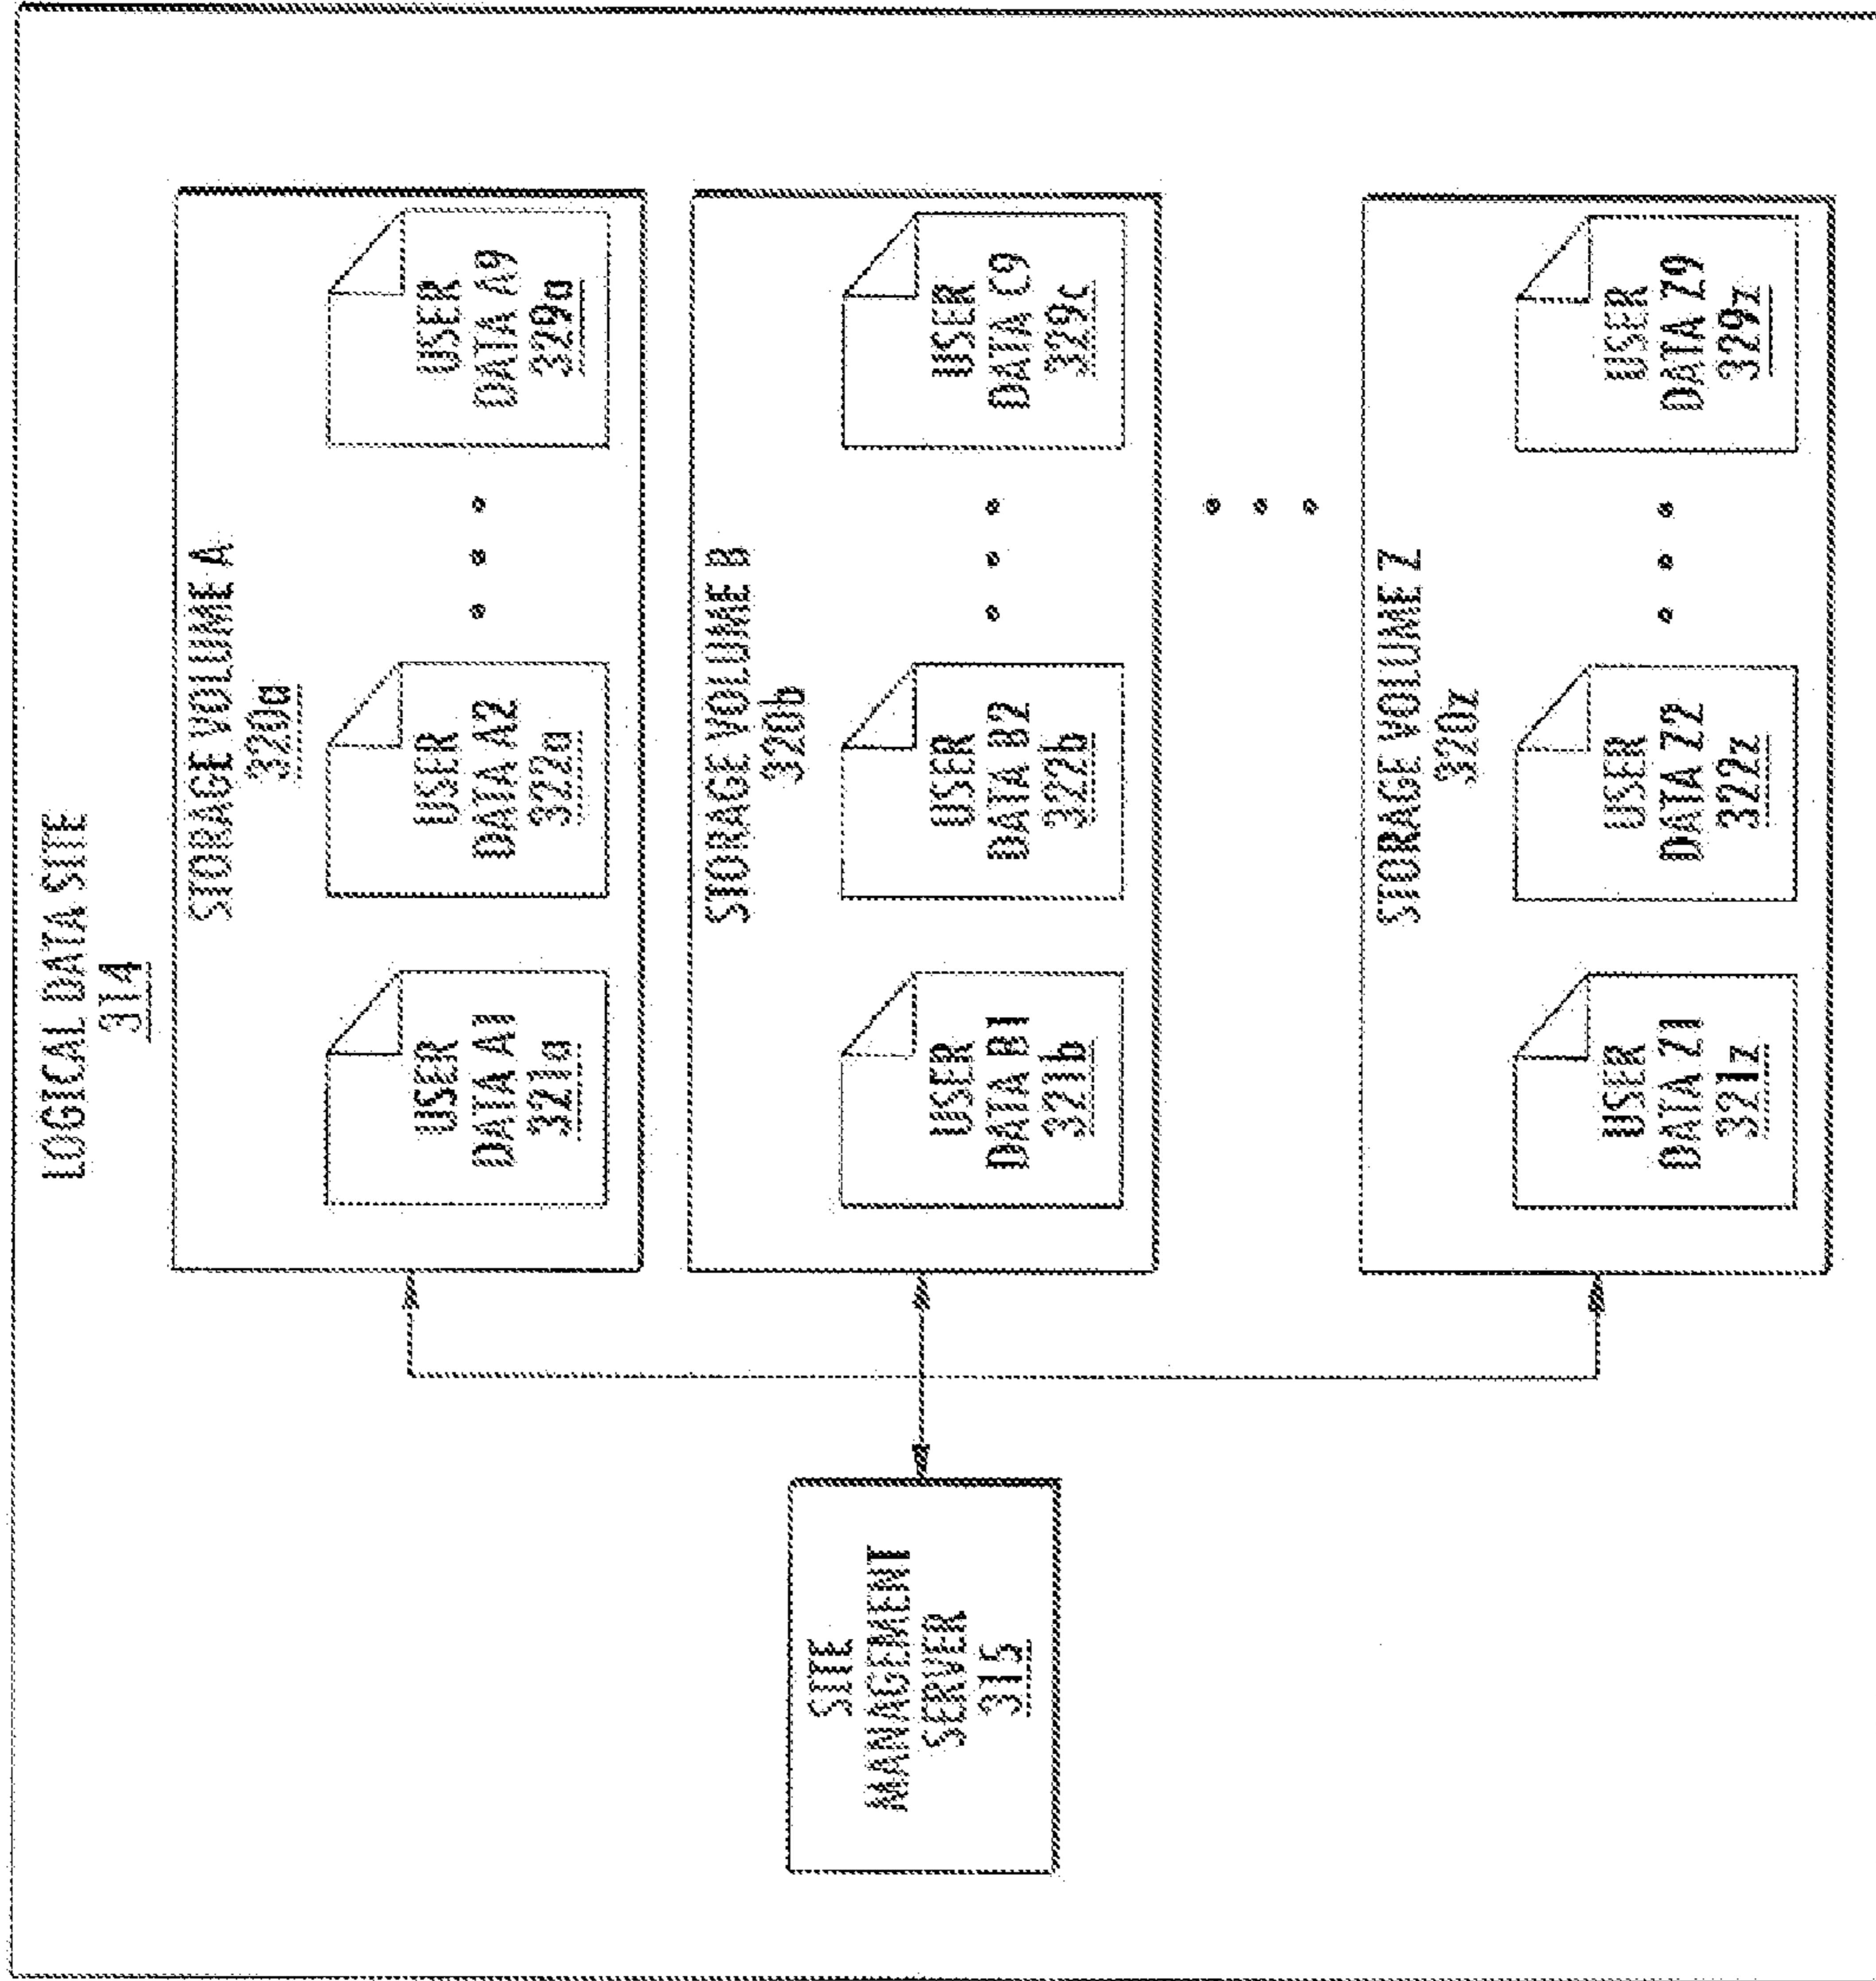 LOGICAL DATA SITE
314
SITE
MANAGEMENT
SERVER
315
STORAGE VOLUME A
320a
USER
DATA A1
321a
USER
DATA A2
322a
USER
DATA A9
329a
STORAGE VOLUME B
320b
USER
DATA B1
321b
USER
DATA B2
322b
USER
DATA C9
329c
STORAGE VOLUME Z
320z
USER
DATA Z1
321z
USER
DATA Z2
322z
USER
DATA Z9
329z